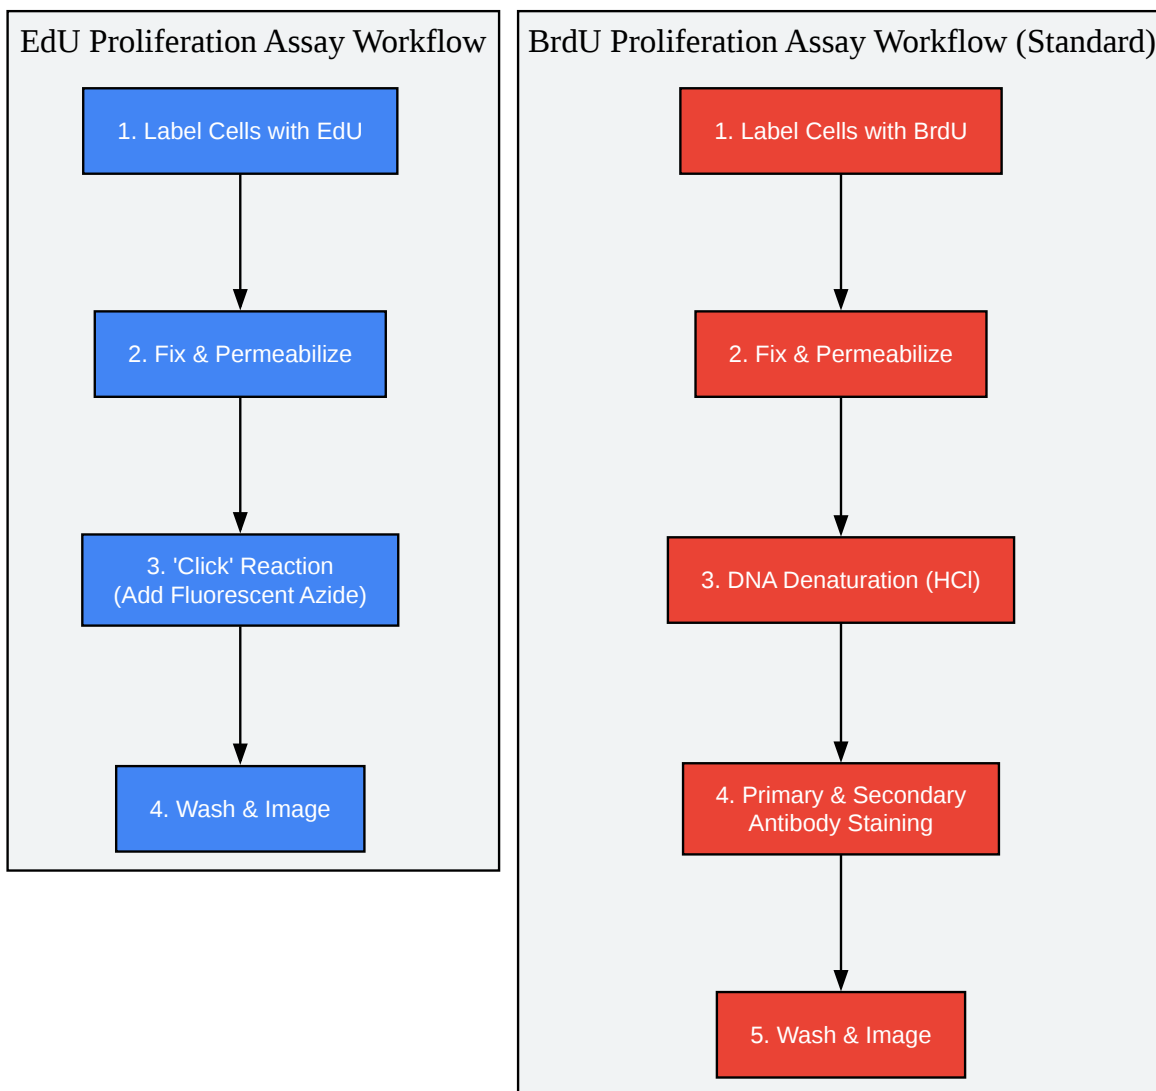 EdU Proliferation Assay Workflow
1. Label Cells with EdU
2. Fix & Permeabilize
3. 'Click' Reaction
(Add Fluorescent Azide)
4. Wash & Image
BrdU Proliferation Assay Workflow (Standard)
1. Label Cells with BrdU
2. Fix & Permeabilize
3. DNA Denaturation (HCl)
4. Primary & Secondary
Antibody Staining
5. Wash & Image